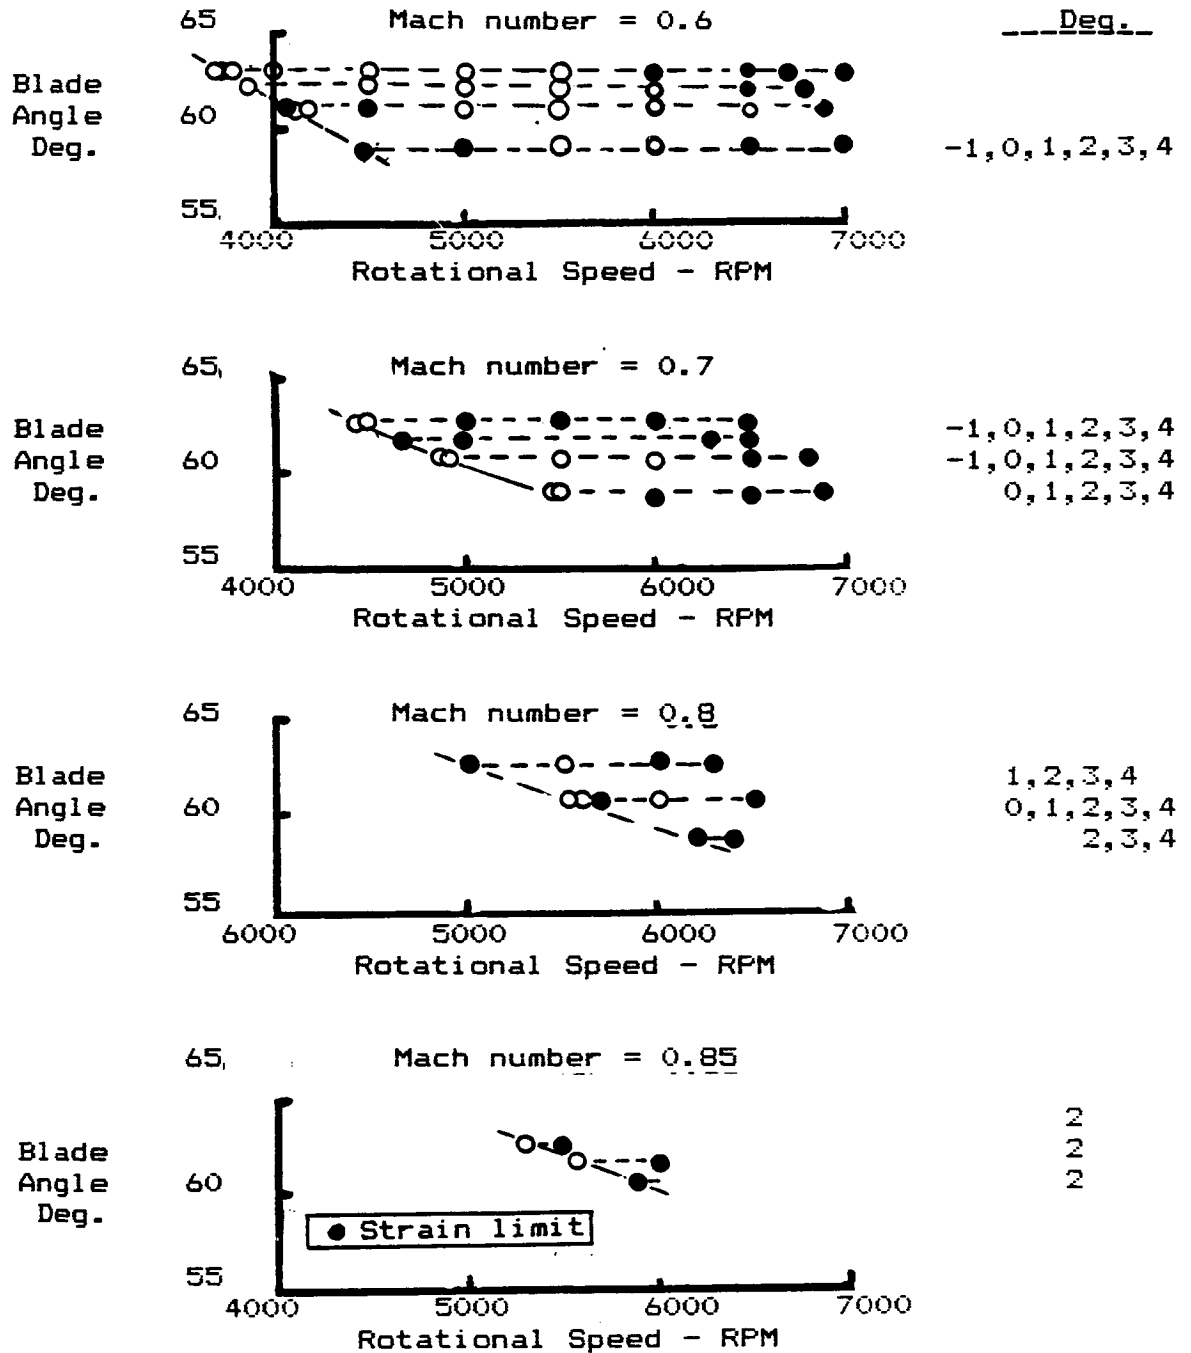 65 Mach number = 0.6 Deg.
Blade
Angle 60
Deg. -1,0,1,2,3,4
55
4000 5000 6000 7000
Rotational Speed - RPM
65 Mach number = 0.7
Blade -1,0,1,2,3,4
Angle 60 -1,0,1,2,3,4
Deg. 0,1,2,3,4
55
4000 5000 6000 7000
Rotational Speed - RPM
65 Mach number = 0.8
Blade 1,2,3,4
Angle 60 0,1,2,3,4
Deg. 2,3,4
55
6000 5000 6000 7000
Rotational Speed - RPM
65 Mach number = 0.85
2
Blade 2
Angle 60 2
Deg.
● Strain limit
55
4000 5000 6000 7000
Rotational Speed - RPM